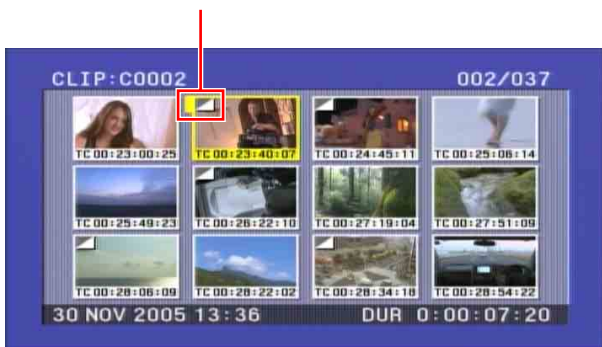 CLIP:C0002 002/037
TC 00:23:00:25 TC 00:23:40:07 TC 00:24:45:11 TC 00:25:06:14
TC 00:25:49:23 TC 00:26:22:10 TC 00:27:19:04 TC 00:27:51:09
TC 00:28:06:09 TC 00:28:22:02 TC 00:28:34:18 TC 00:28:54:22
30 NOV 2005 13:36 DUR 0:00:07:20